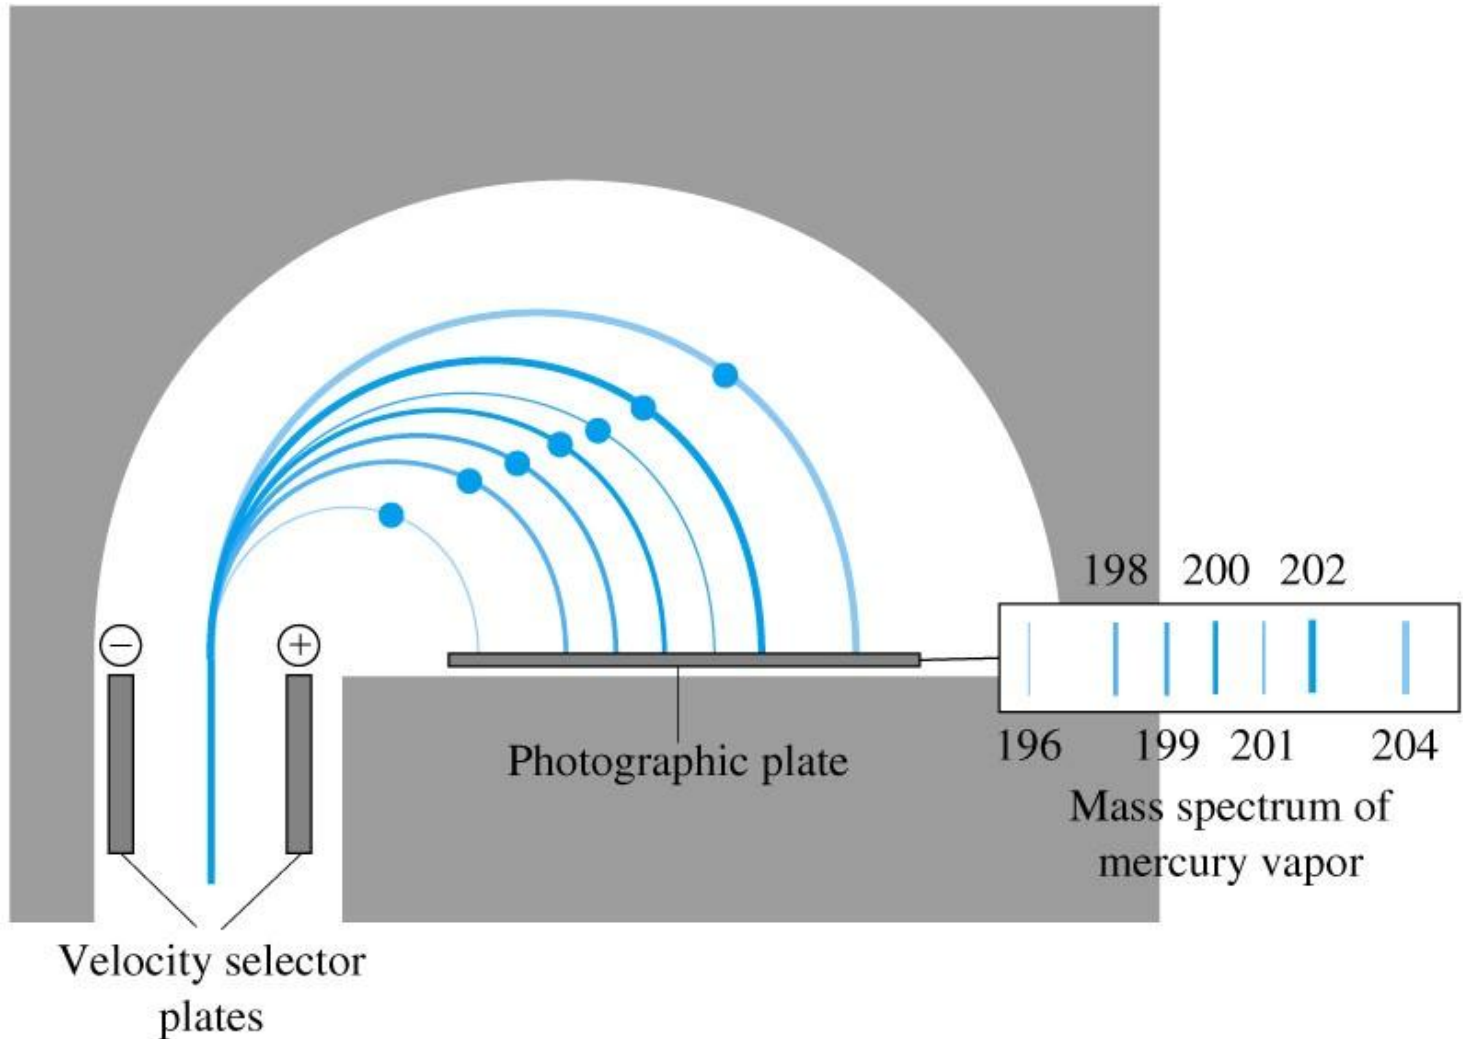 198 200 202
− +
196 199 201 204
Photographic plate
Mass spectrum of
mercury vapor
Velocity selector
plates